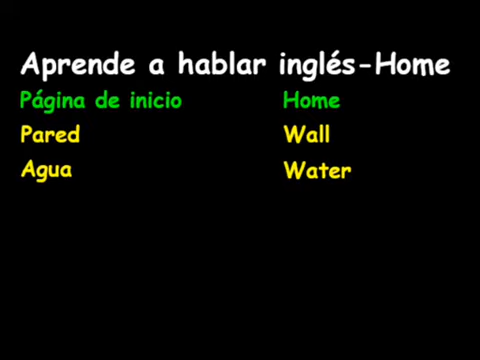 Aprende a hablar inglés-Home
Página de inicio Home
Pared Wall
Agua Water